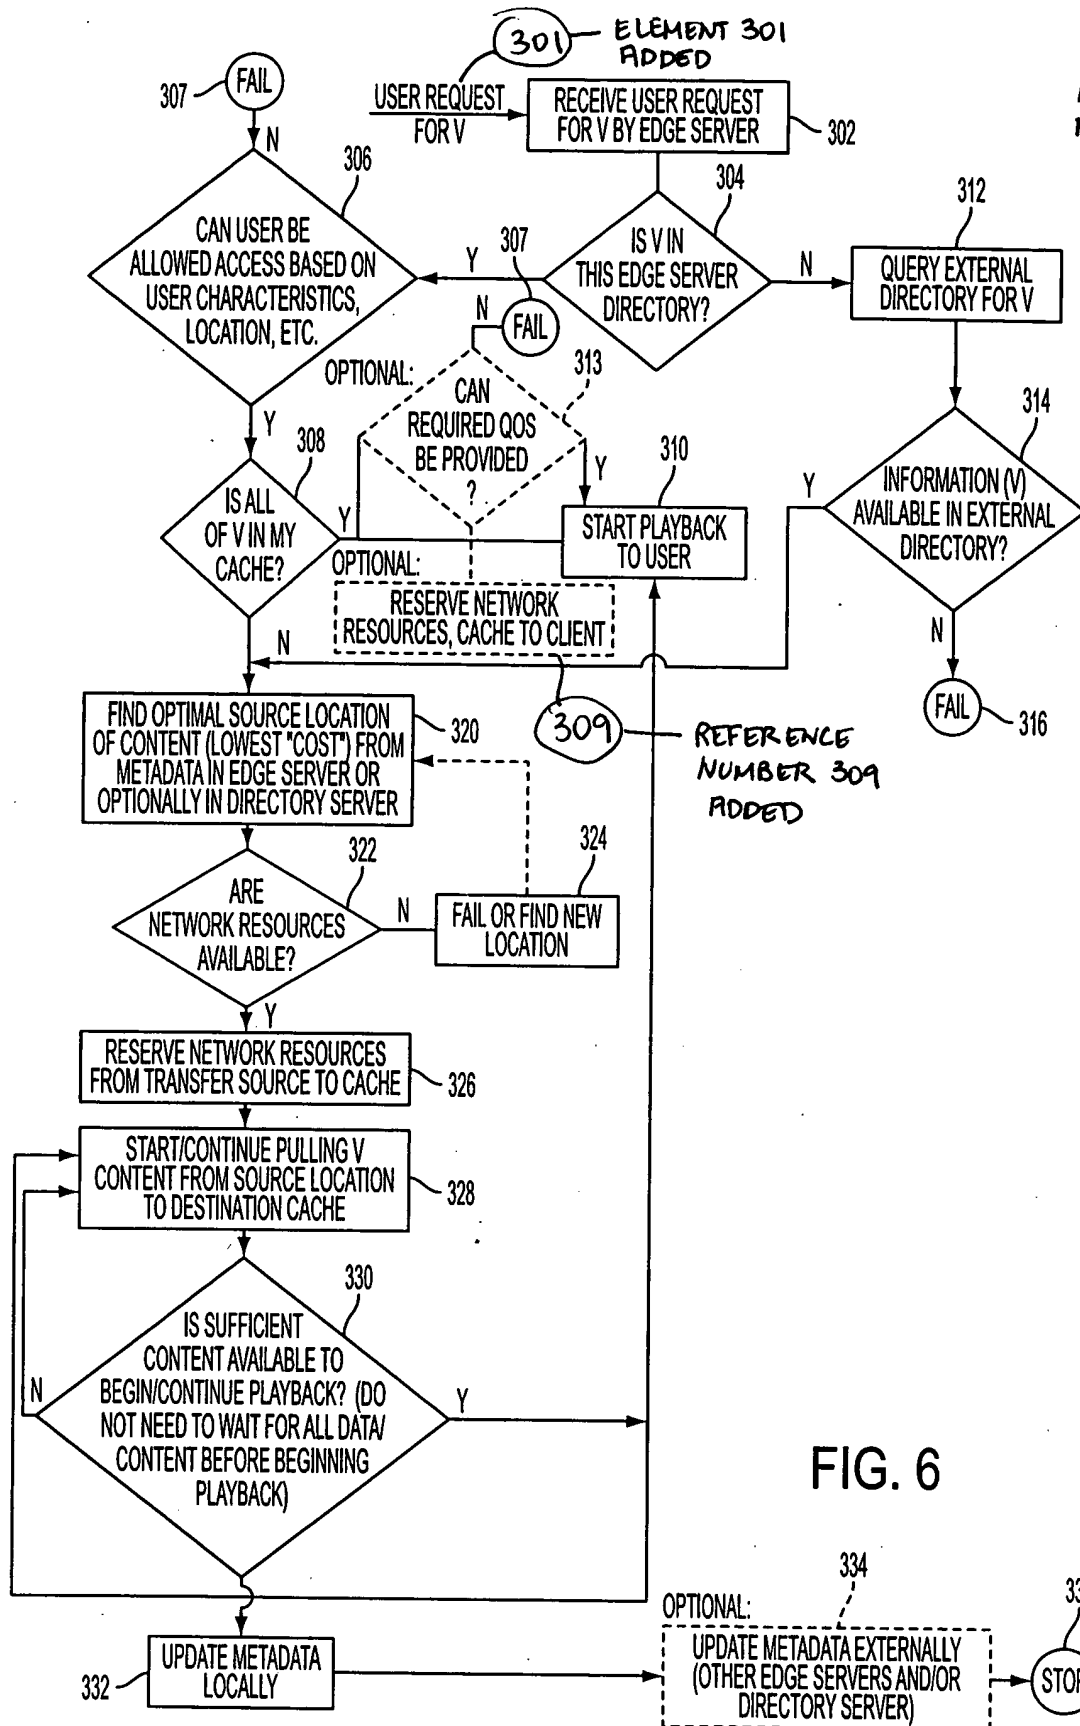 301
ELEMENT 301
ADDED
307
FAIL
USER REQUEST
FOR V
RECEIVE USER REQUEST
FOR V BY EDGE SERVER
302
N
306
304
312
CAN USER BE
ALLOWED ACCESS BASED ON
USER CHARACTERISTICS,
LOCATION, ETC.
Y
307
IS V IN
THIS EDGE SERVER
DIRECTORY?
N
QUERY EXTERNAL
DIRECTORY FOR V
N
FAIL
OPTIONAL:
313
CAN
REQUIRED QOS
BE PROVIDED
?
Y
314
Y
308
310
INFORMATION (V)
AVAILABLE IN EXTERNAL
DIRECTORY?
Y
IS ALL
OF V IN MY
CACHE?
Y
START PLAYBACK
TO USER
OPTIONAL:
RESERVE NETWORK
RESOURCES, CACHE TO CLIENT
N
N
FAIL
316
309
REFERENCE
NUMBER 309
ADDED
FIND OPTIMAL SOURCE LOCATION
OF CONTENT (LOWEST "COST") FROM
METADATA IN EDGE SERVER OR
OPTIONALLY IN DIRECTORY SERVER
320
322
324
ARE
NETWORK RESOURCES
AVAILABLE?
N
FAIL OR FIND NEW
LOCATION
Y
RESERVE NETWORK RESOURCES
FROM TRANSFER SOURCE TO CACHE
326
START/CONTINUE PULLING V
CONTENT FROM SOURCE LOCATION
TO DESTINATION CACHE
328
330
IS SUFFICIENT
CONTENT AVAILABLE TO
BEGIN/CONTINUE PLAYBACK? (DO
NOT NEED TO WAIT FOR ALL DATA/
CONTENT BEFORE BEGINNING
PLAYBACK)
N
Y
FIG. 6
334
OPTIONAL:
UPDATE METADATA
LOCALLY
332
UPDATE METADATA EXTERNALLY
(OTHER EDGE SERVERS AND/OR
DIRECTORY SERVER)
STOP